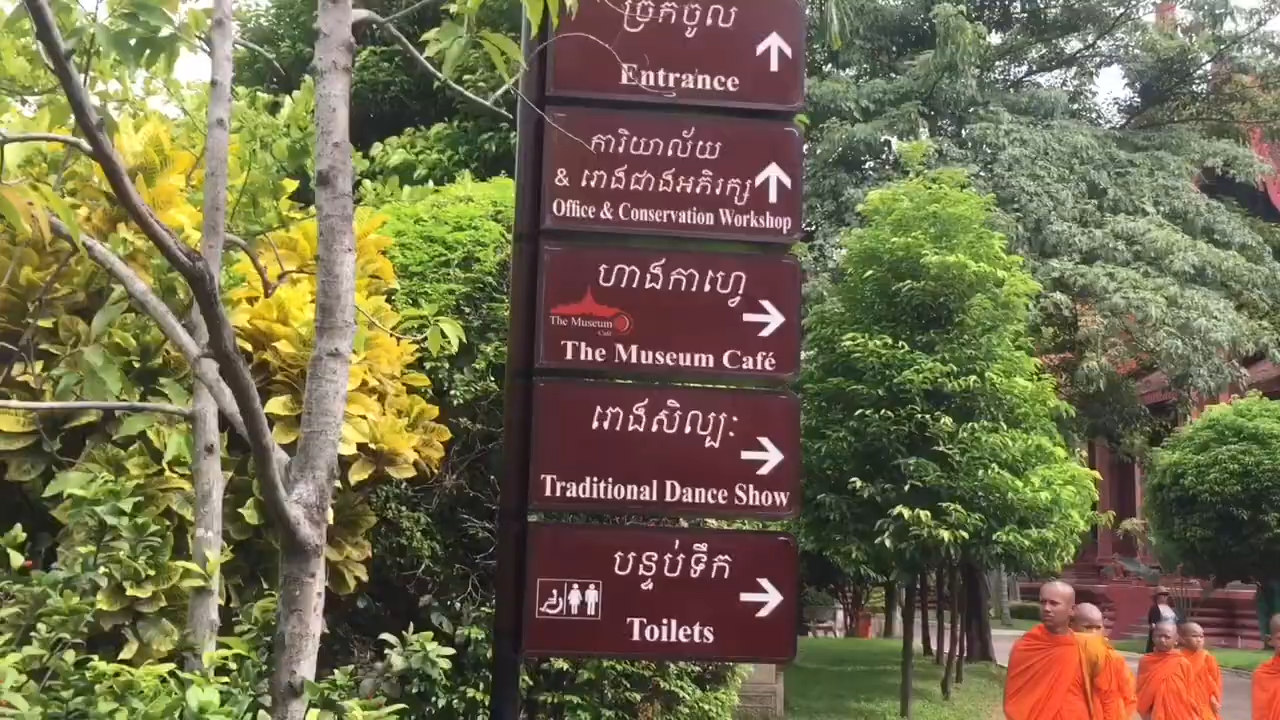 ច្រកចូល
Entrance
ការិយាល័យ
& រោងជាងអភិរក្ស
Office & Conservation Workshop
ហាងកាហ្វេ
The Museum
Café
The Museum Café
រោងសិល្បៈ
Traditional Dance Show
បន្ទប់ទឹក
Toilets